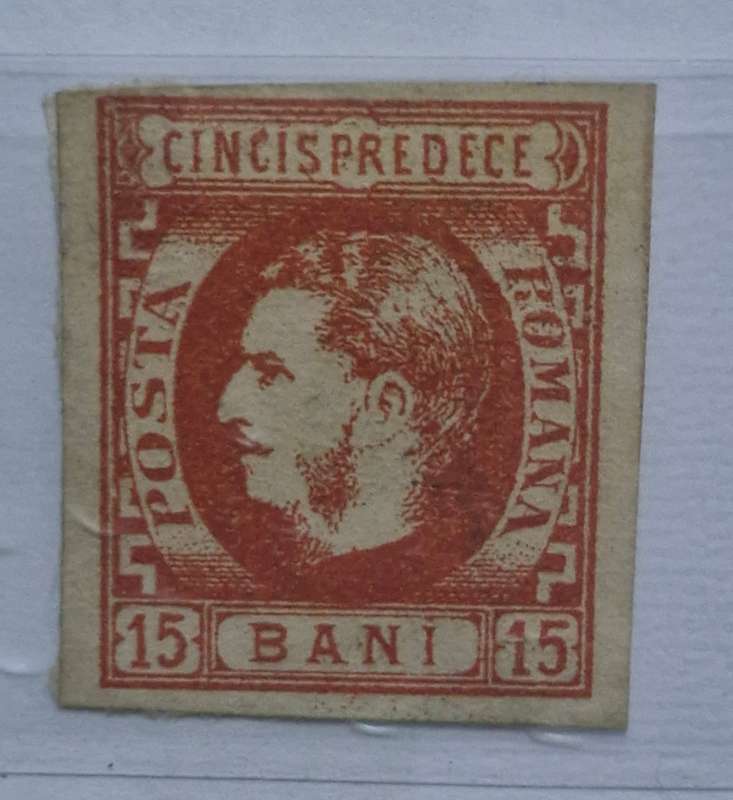 CINCISPREDECE
POSTA ROMANA
15 BANI 15